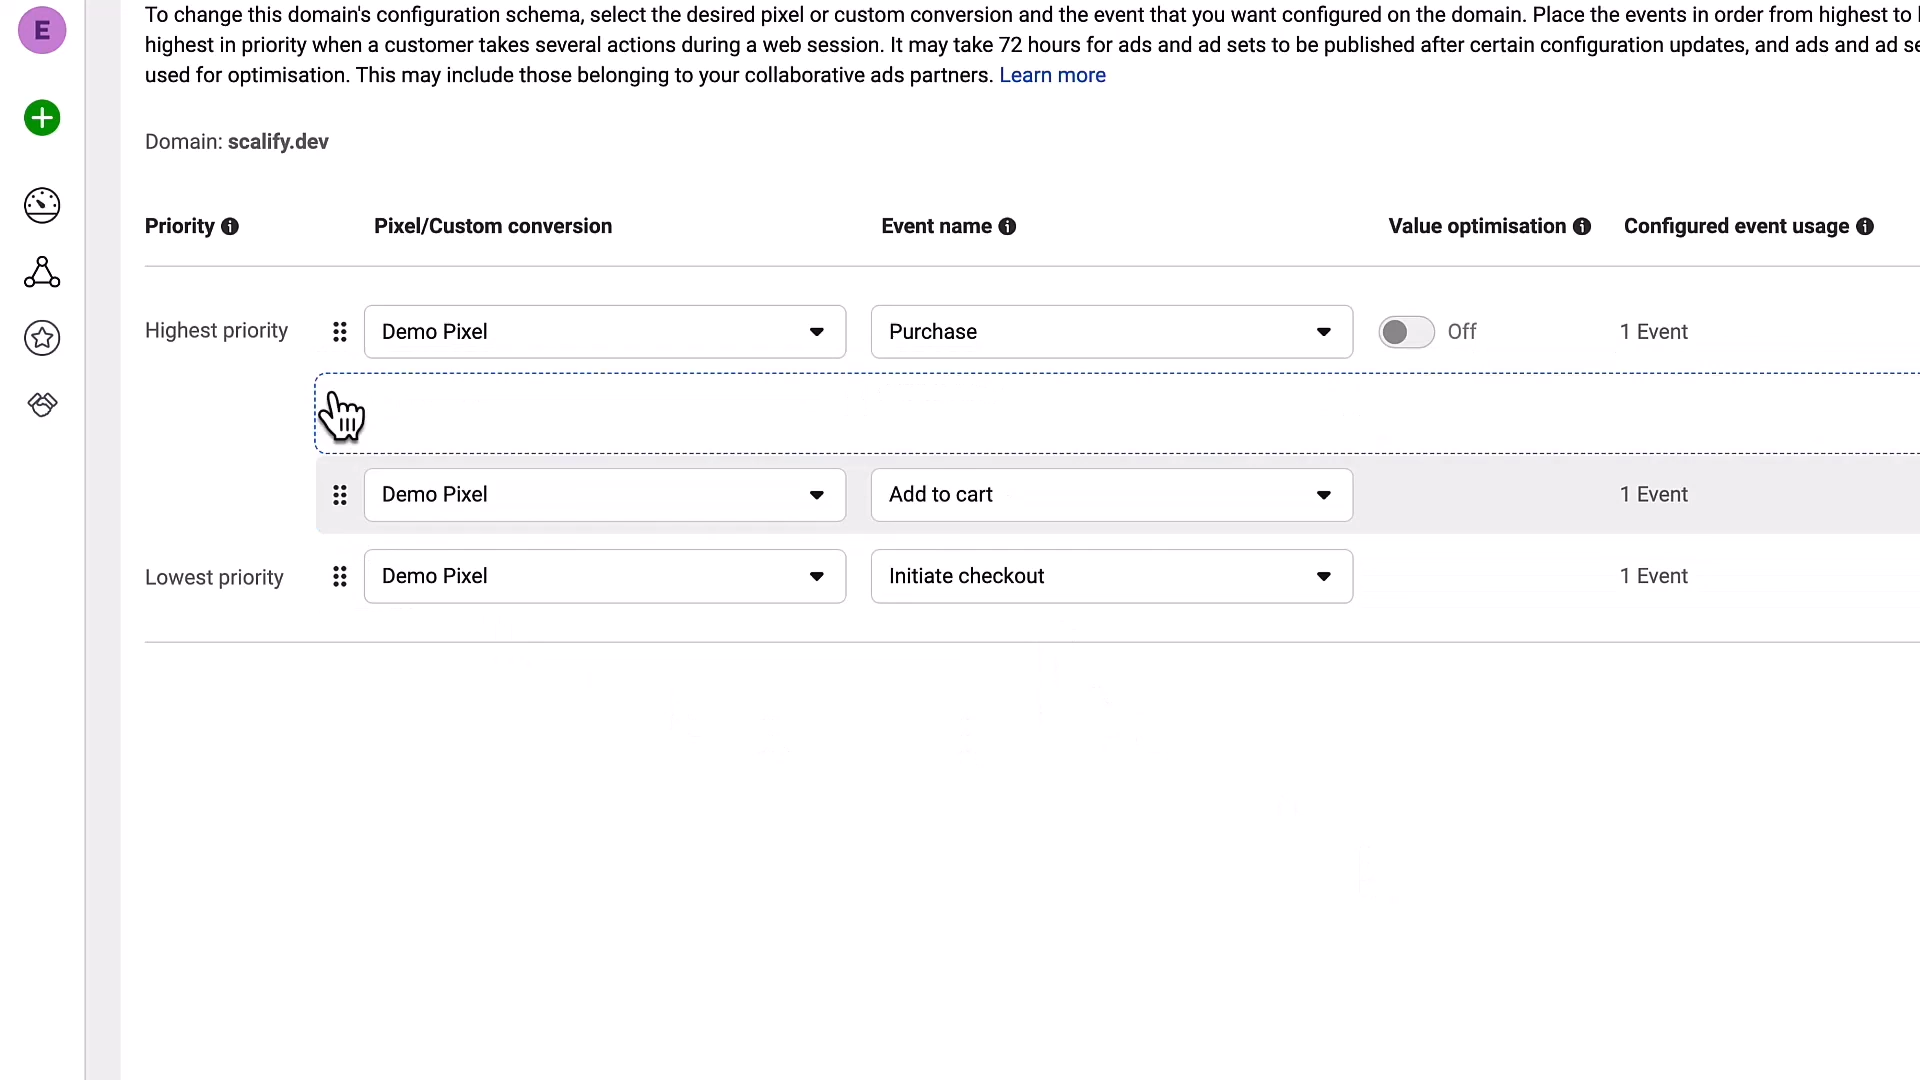 E
To change this domain's configuration schema, select the desired pixel or custom conversion and the event that you want configured on the domain. Place the events in order from highest to
highest in priority when a customer takes several actions during a web session. It may take 72 hours for ads and ad sets to be published after certain configuration updates, and ads and ad
used for optimisation. This may include those belonging to your collaborative ads partners. Learn more
Domain: scalify.dev
Priority Pixel/Custom conversion Event name Value optimisation Configured event usage
Highest priority Demo Pixel Purchase Off 1 Event
Demo Pixel Add to cart 1 Event
Lowest priority Demo Pixel Initiate checkout 1 Event